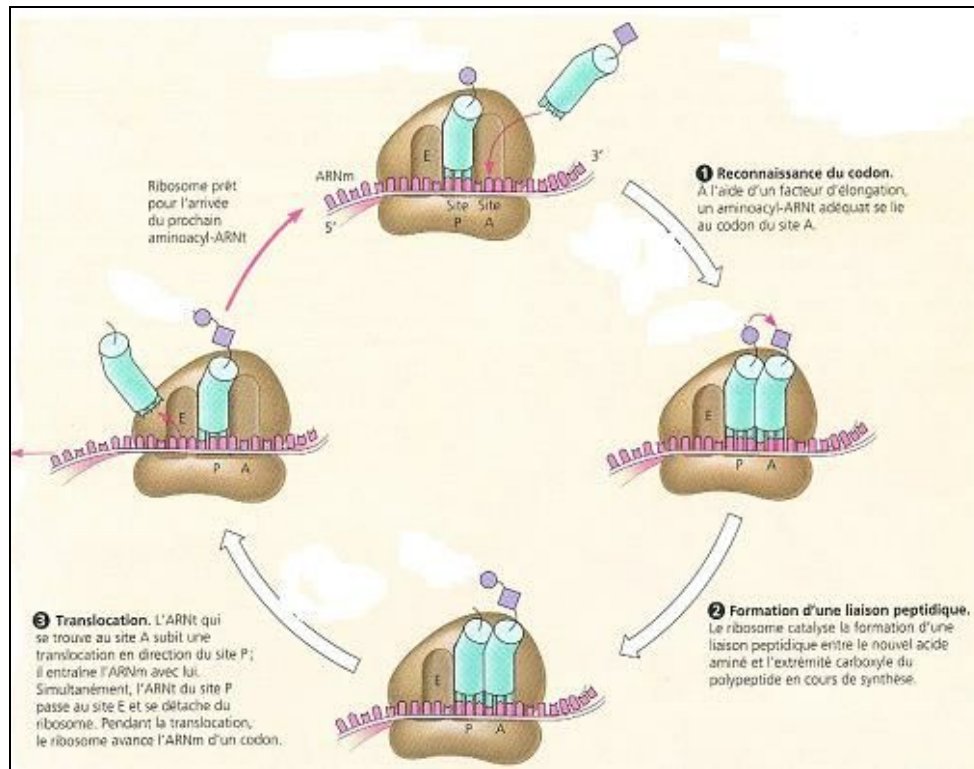 E
ARNm
3'
5'
Site Site
P A
❶ Reconnaissance du codon.
À l'aide d'un facteur d'élongation,
un aminoacyl-ARNt adéquat se lie
au codon du site A.
Ribosome prêt
pour l'arrivée
du prochain
aminoacyl-ARNt
E
P A
E
P A
❷ Formation d'une liaison peptidique.
Le ribosome catalyse la formation d'une
liaison peptidique entre le nouvel acide
aminé et l'extrémité carboxyle du
polypeptide en cours de synthèse.
E
P A
❸ Translocation. L'ARNt qui
se trouve au site A subit une
translocation en direction du site P;
il entraîne l'ARNm avec lui.
Simultanément, l'ARNt du site P
passe au site E et se détache du
ribosome. Pendant la translocation,
le ribosome avance l'ARNm d'un codon.